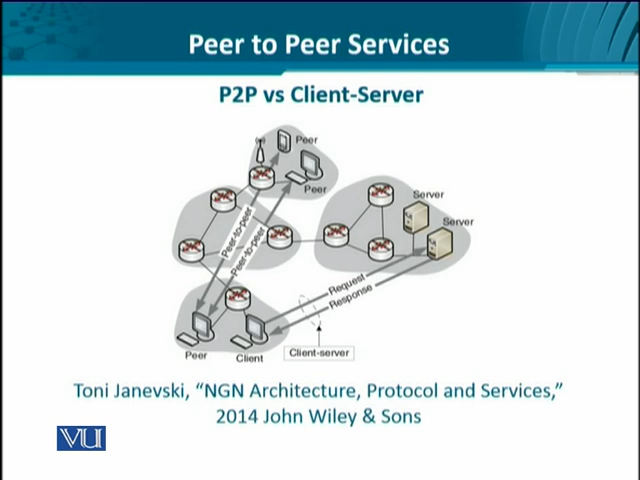 Peer to Peer Services
P2P vs Client-Server
Peer
Peer
Server
Server
Peer-to-peer
Peer-to-peer
Request
Response
Peer
Client
Client-server
Toni Janevski, “NGN Architecture, Protocol and Services,”
2014 John Wiley & Sons
VU